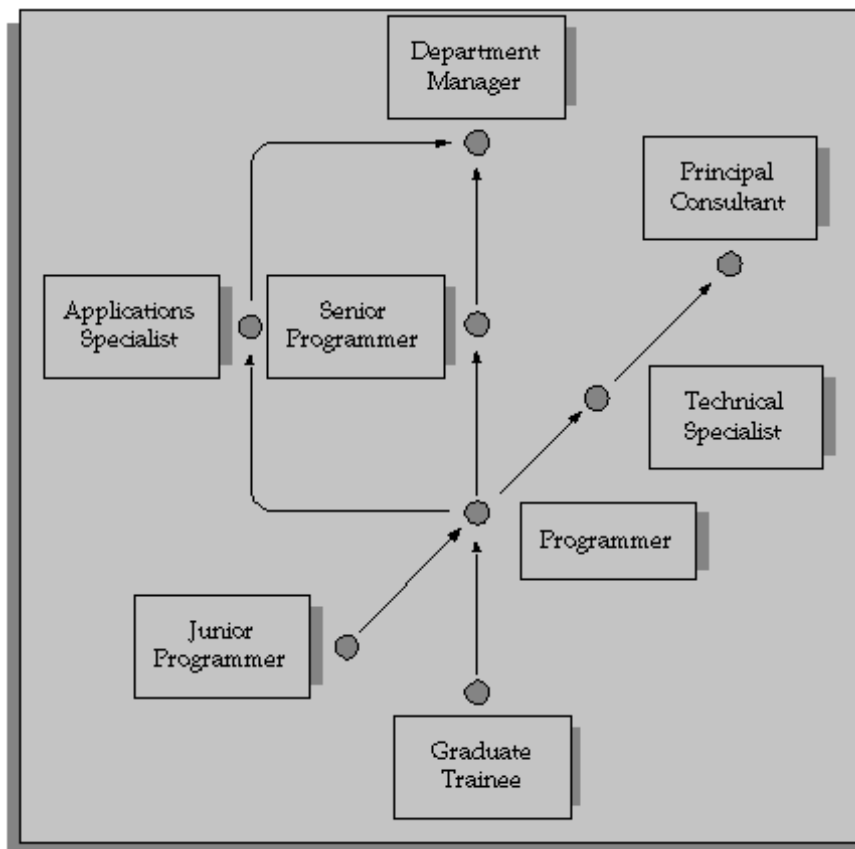 Department
Manager
Principal
Consultant
Applications
Specialist
Senior
Programmer
Technical
Specialist
Programmer
Junior
Programmer
Graduate
Trainee